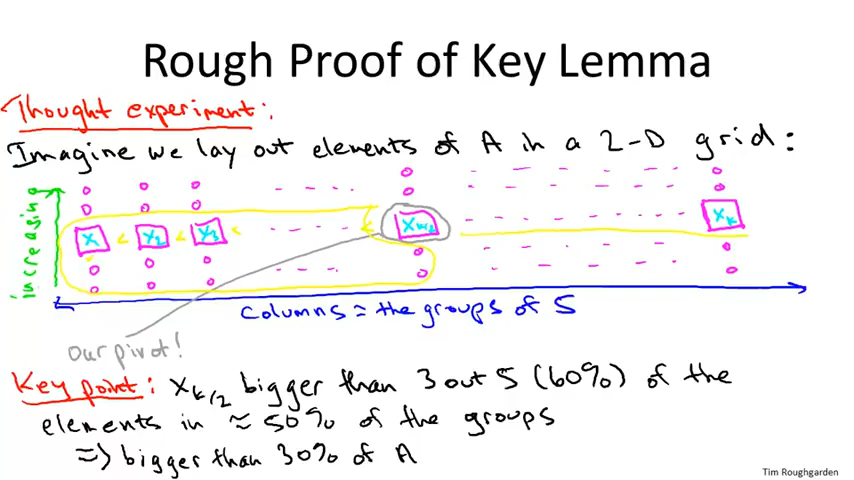 Rough Proof of Key Lemma
Thought experiment:
Imagine we lay out elements of A in a 2-D grid:
increasing
X1 < X2 < X3 < Xk/2 Xk
columns = the groups of 5
our pivot!
Key point: Xk/2 bigger than 3 out 5 (60%) of the
elements in ≈ 50% of the groups
=> bigger than 30% of A
Tim Roughgarden